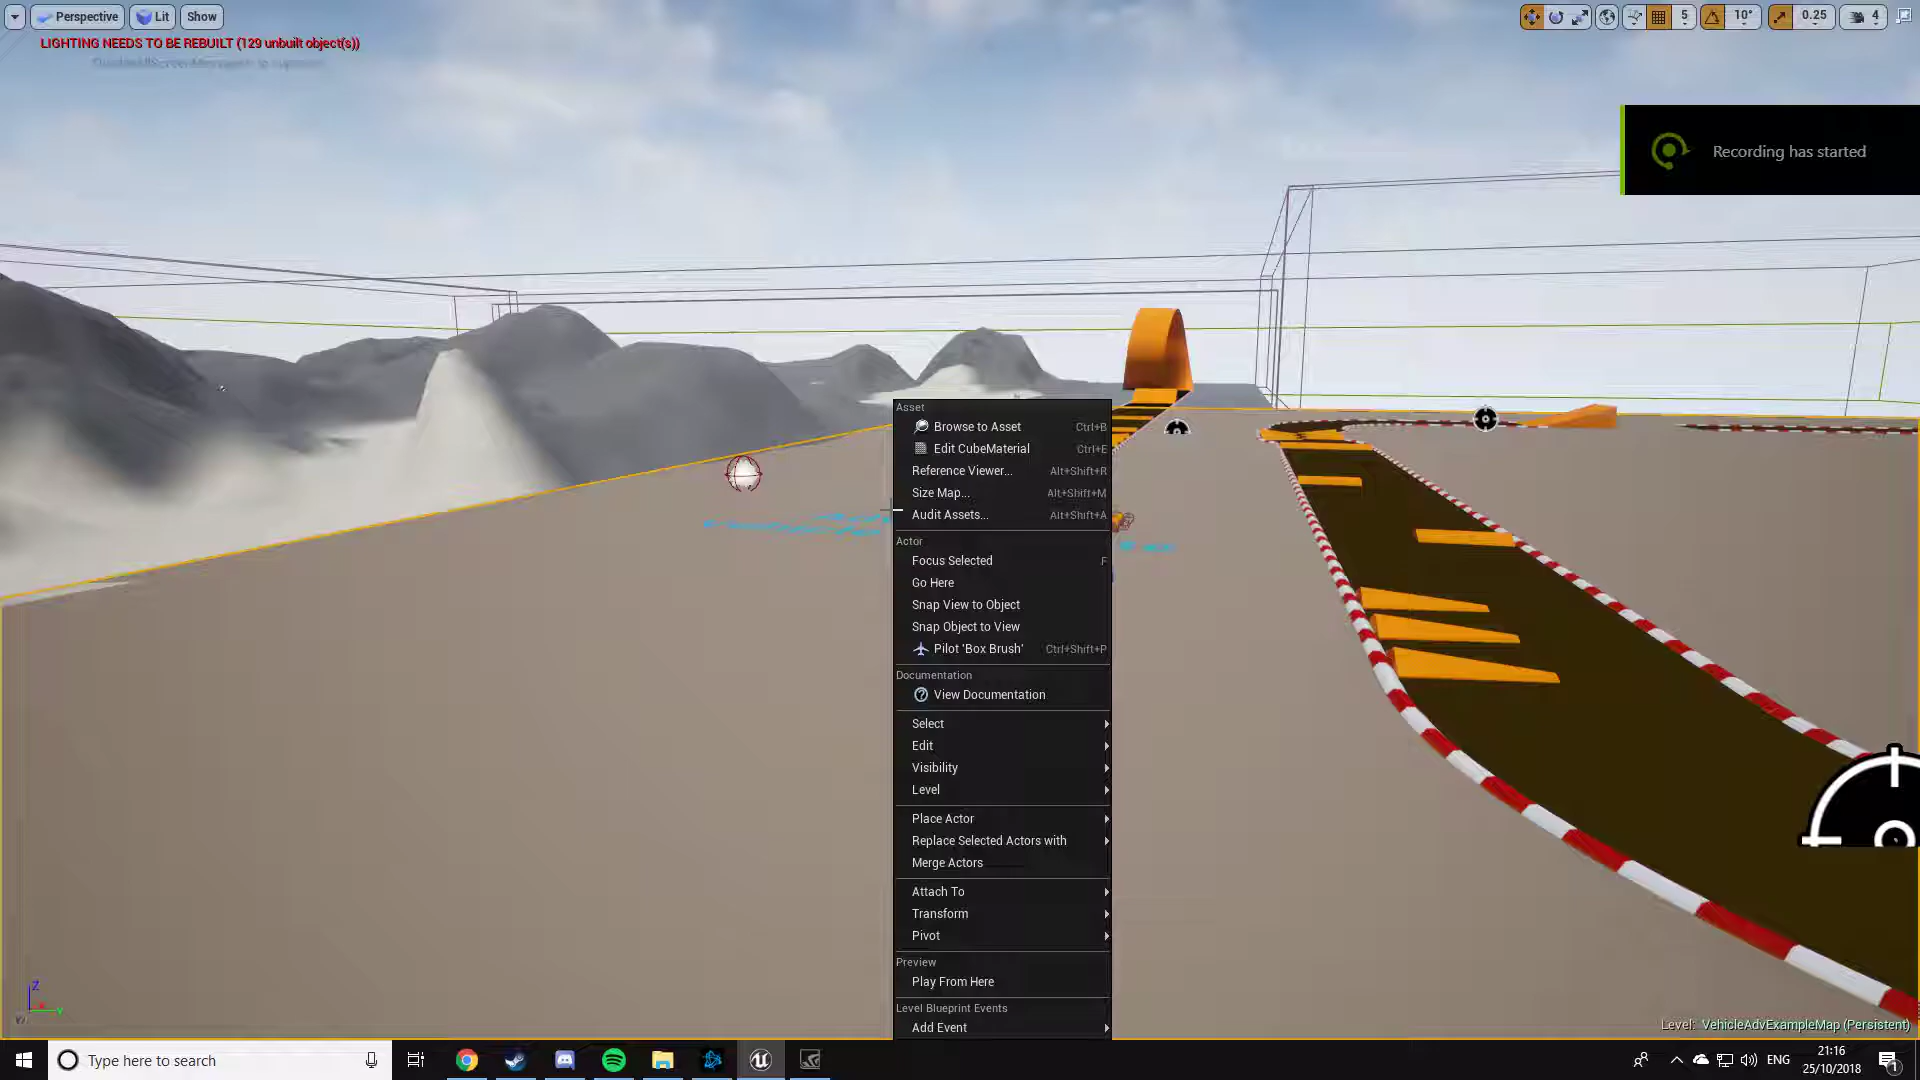 Perspective Lit Show 5 10° 0.25 4
LIGHTING NEEDS TO BE REBUILT (129 unbuilt object(s))
Recording has started
Asset
Browse to Asset Ctrl+B
Edit CubeMaterial Ctrl+E
Reference Viewer... Alt+Shift+R
Size Map... Alt+Shift+M
Audit Assets... Alt+Shift+A
Actor
Focus Selected F
Go Here
Snap View to Object
Snap Object to View
Pilot 'Box Brush' Ctrl+Shift+P
Documentation
View Documentation
Select
Edit
Visibility
Level
Place Actor
Replace Selected Actors with
Merge Actors
Attach To
Transform
Pivot
Preview
Play From Here
Level Blueprint Events
Add Event
Z
Y
Level: VehicleAdvExampleMap (Persistent)
Type here to search
ENG
21:16
25/10/2018
1